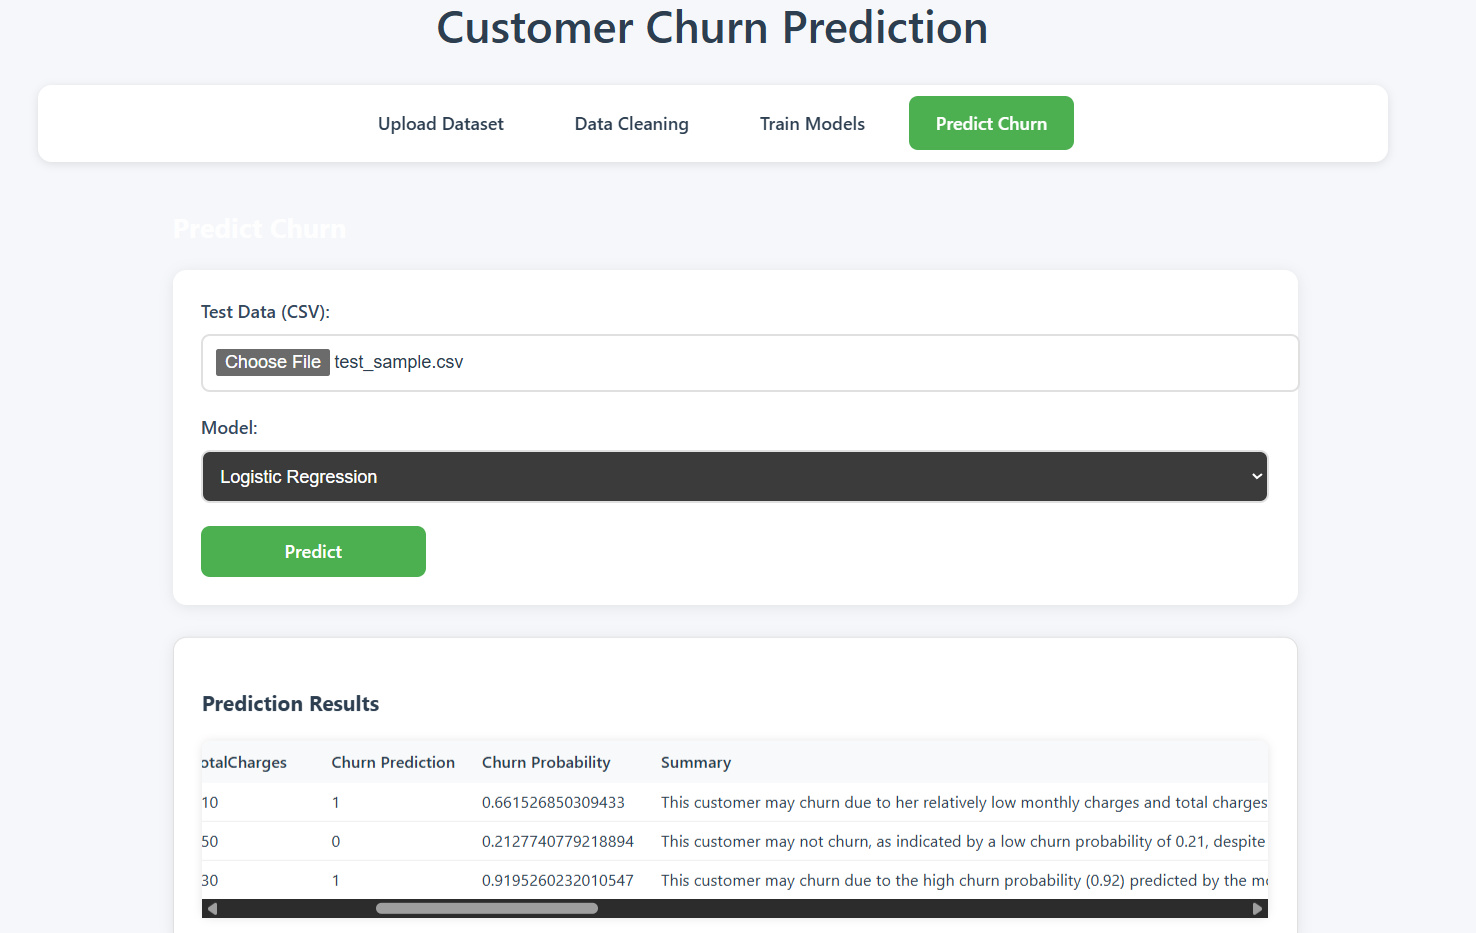 Customer Churn Prediction
Upload Dataset Data Cleaning Train Models Predict Churn
Predict Churn
Test Data (CSV):
Choose File test_sample.csv
Model:
Logistic Regression
Predict
Prediction Results
otalCharges Churn Prediction Churn Probability Summary
10 1 0.661526850309433 This customer may churn due to her relatively low monthly charges and total charges
50 0 0.2127740779218894 This customer may not churn, as indicated by a low churn probability of 0.21, despite
30 1 0.9195260232010547 This customer may churn due to the high churn probability (0.92) predicted by the